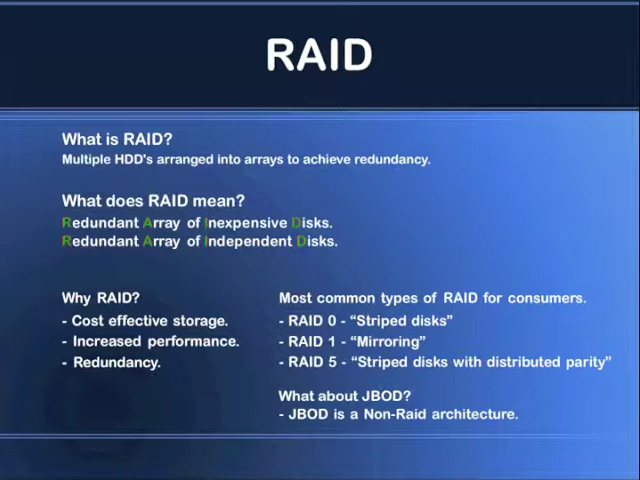 RAID
What is RAID?
Multiple HDD's arranged into arrays to achieve redundancy.
What does RAID mean?
Redundant Array of Inexpensive Disks.
Redundant Array of Independent Disks.
Why RAID?
- Cost effective storage.
- Increased performance.
- Redundancy.
Most common types of RAID for consumers.
- RAID 0 - “Striped disks”
- RAID 1 - “Mirroring”
- RAID 5 - “Striped disks with distributed parity”
What about JBOD?
- JBOD is a Non-Raid architecture.